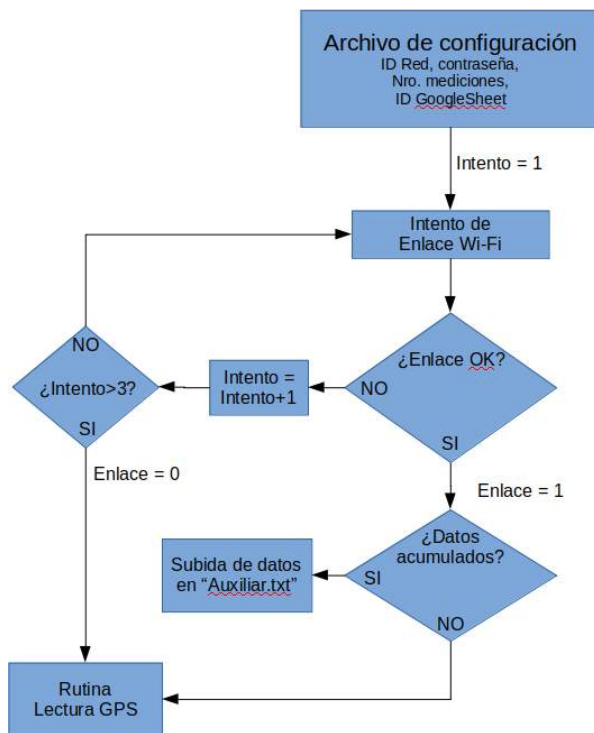 Archivo de configuración
ID Red, contraseña,
Nro. mediciones,
ID GoogleSheet
Intento = 1
Intento de
Enlace Wi-Fi
NO
¿Intento>3?
SI
Intento =
Intento+1
¿Enlace OK?
NO
SI
Enlace = 0
Enlace = 1
¿Datos
acumulados?
SI
NO
Subida de datos
en “Auxiliar.txt”
Rutina
Lectura GPS